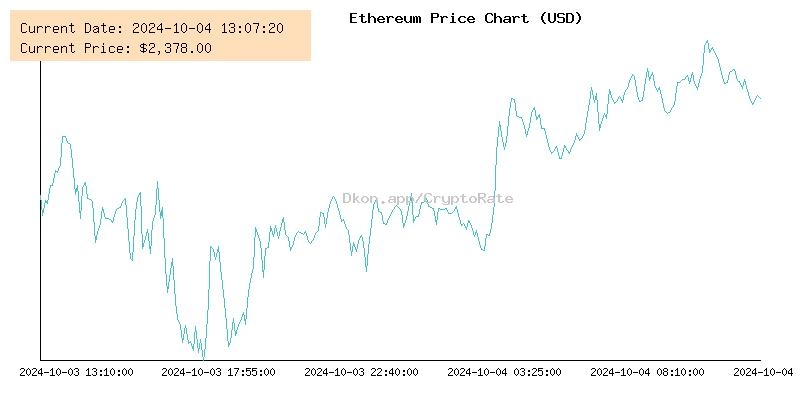 Ethereum Price Chart (USD)
Current Date: 2024-10-04 13:07:20
Current Price: $2,378.00
Dkon.app/CryptoRate
2024-10-03 13:10:00 2024-10-03 17:55:00 2024-10-03 22:40:00 2024-10-04 03:25:00 2024-10-04 08:10:00 2024-10-04